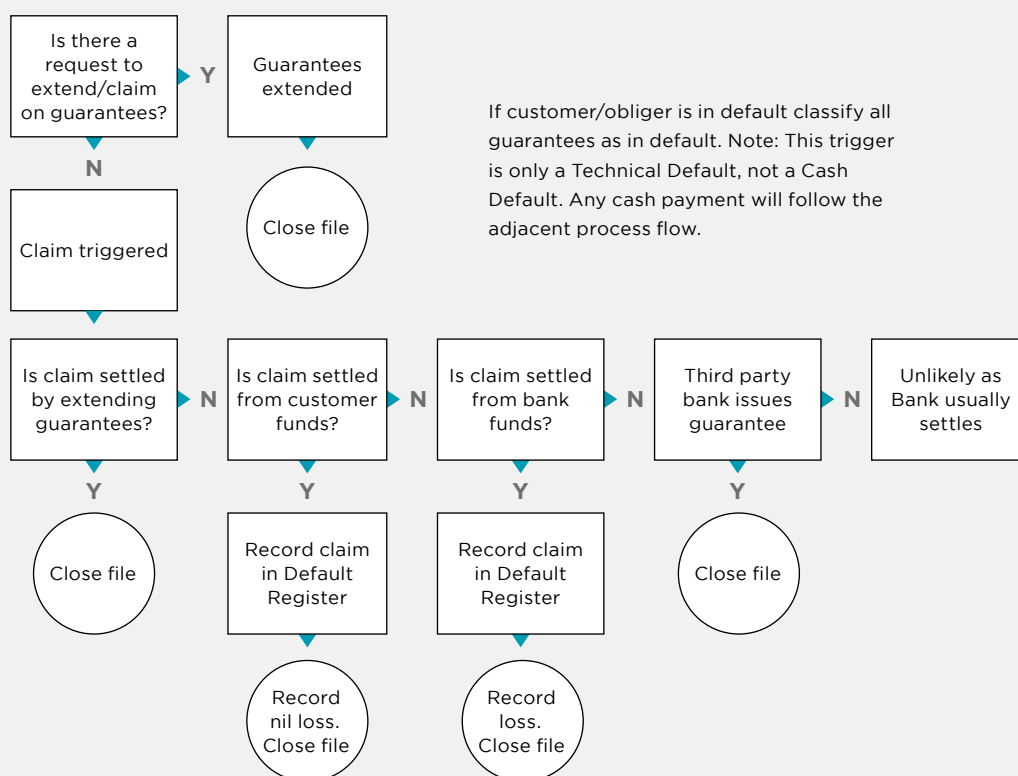 Is there a
request to
extend/claim
on guarantees?
Y
Guarantees
extended
If customer/obliger is in default classify all
guarantees as in default. Note: This trigger
is only a Technical Default, not a Cash
Default. Any cash payment will follow the
adjacent process flow.
N
Close file
Claim triggered
Is claim settled
by extending
guarantees?
N
Is claim settled
from customer
funds?
N
Is claim settled
from bank
funds?
N
Third party
bank issues
guarantee
N
Unlikely as
Bank usually
settles
Y
Y
Y
Y
Close file
Record claim
in Default
Register
Record claim
in Default
Register
Close file
Record
nil loss.
Close file
Record
loss.
Close file